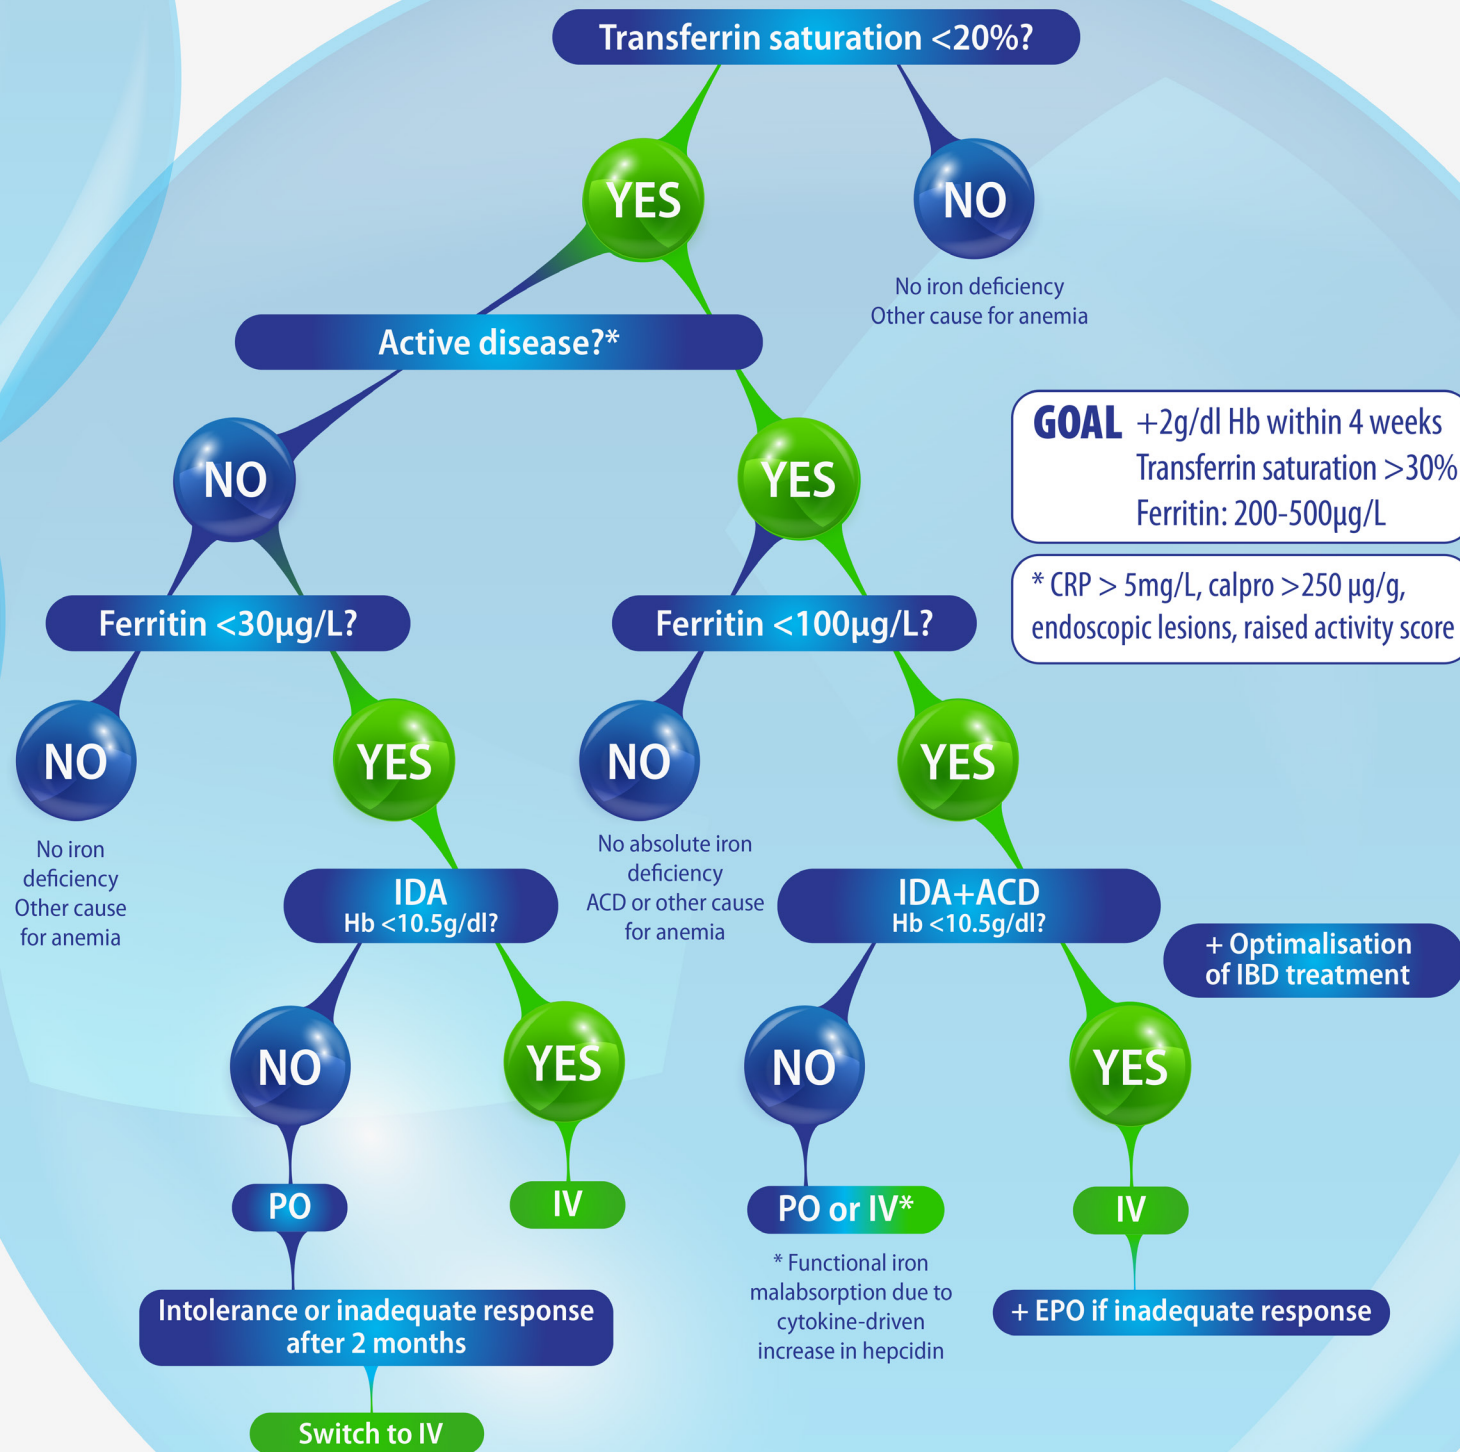 Transferrin saturation <20%?
YES
NO
No iron deficiency
Other cause for anemia
Active disease?*
GOAL +2g/dl Hb within 4 weeks
Transferrin saturation >30%
Ferritin: 200-500µg/L
NO
YES
* CRP > 5mg/L, calpro >250 µg/g,
endoscopic lesions, raised activity score
Ferritin <30µg/L?
Ferritin <100µg/L?
NO
YES
NO
YES
No iron
deficiency
Other cause
for anemia
IDA
Hb <10.5g/dl?
No absolute iron
deficiency
ACD or other cause
for anemia
IDA+ACD
Hb <10.5g/dl?
+ Optimalisation
of IBD treatment
NO
YES
NO
YES
PO
IV
PO or IV*
IV
* Functional iron
malabsorption due to
cytokine-driven
increase in hepcidin
Intolerance or inadequate response
after 2 months
+ EPO if inadequate response
Switch to IV